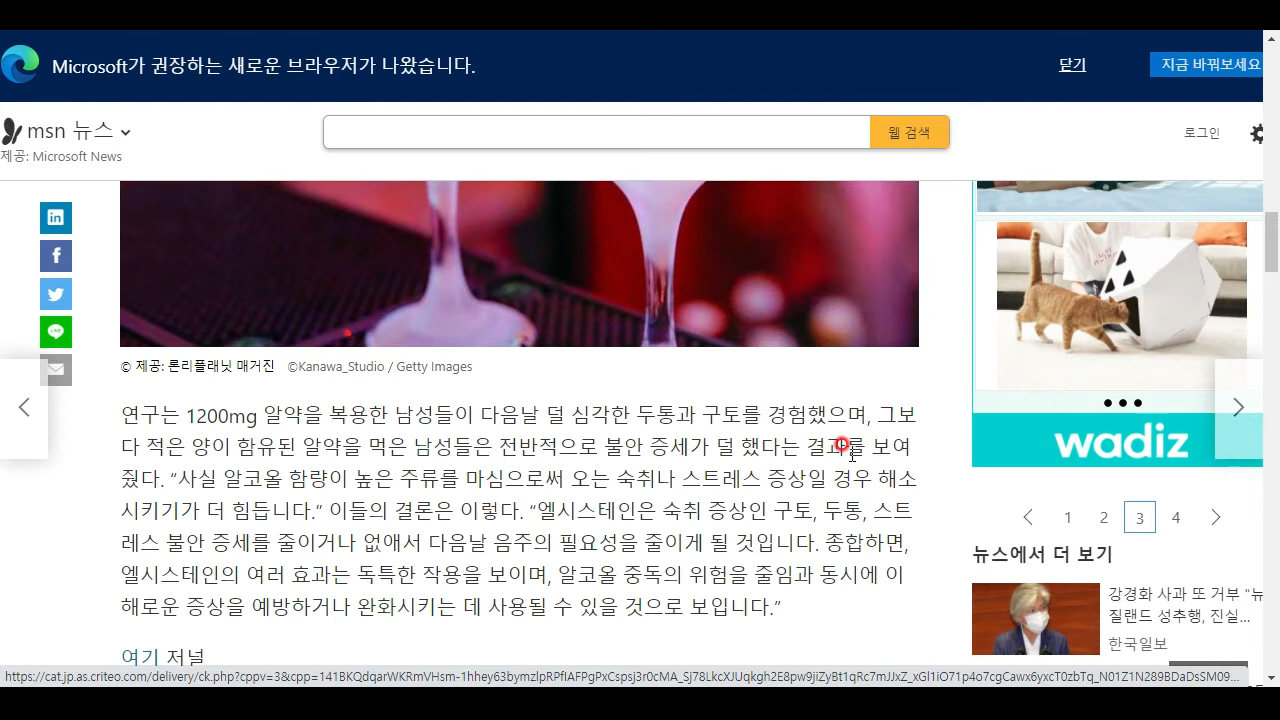 Microsoft가 권장하는 새로운 브라우저가 나왔습니다.
닫기
지금 바꿔보세요
msn 뉴스
제공: Microsoft News
웹 검색
로그인
© 제공: 론리플래닛 매거진 ©Kanawa_Studio / Getty Images
연구는 1200mg 알약을 복용한 남성들이 다음날 덜 심각한 두통과 구토를 경험했으며, 그보
다 적은 양이 함유된 알약을 먹은 남성들은 전반적으로 불안 증세가 덜 했다는 결과를 보여
줬다. “사실 알코올 함량이 높은 주류를 마심으로써 오는 숙취나 스트레스 증상일 경우 해소
시키기가 더 힘듭니다.” 이들의 결론은 이렇다. “엘시스테인은 숙취 증상인 구토, 두통, 스트
레스 불안 증세를 줄이거나 없애서 다음날 음주의 필요성을 줄이게 될 것입니다. 종합하면,
엘시스테인의 여러 효과는 독특한 작용을 보이며, 알코올 중독의 위험을 줄임과 동시에 이
해로운 증상을 예방하거나 완화시키는 데 사용될 수 있을 것으로 보입니다.”
여기 저널
wadiz
1 2 3 4
뉴스에서 더 보기
강경화 사과 또 거부 "뉴
질랜드 성추행, 진실...
한국일보